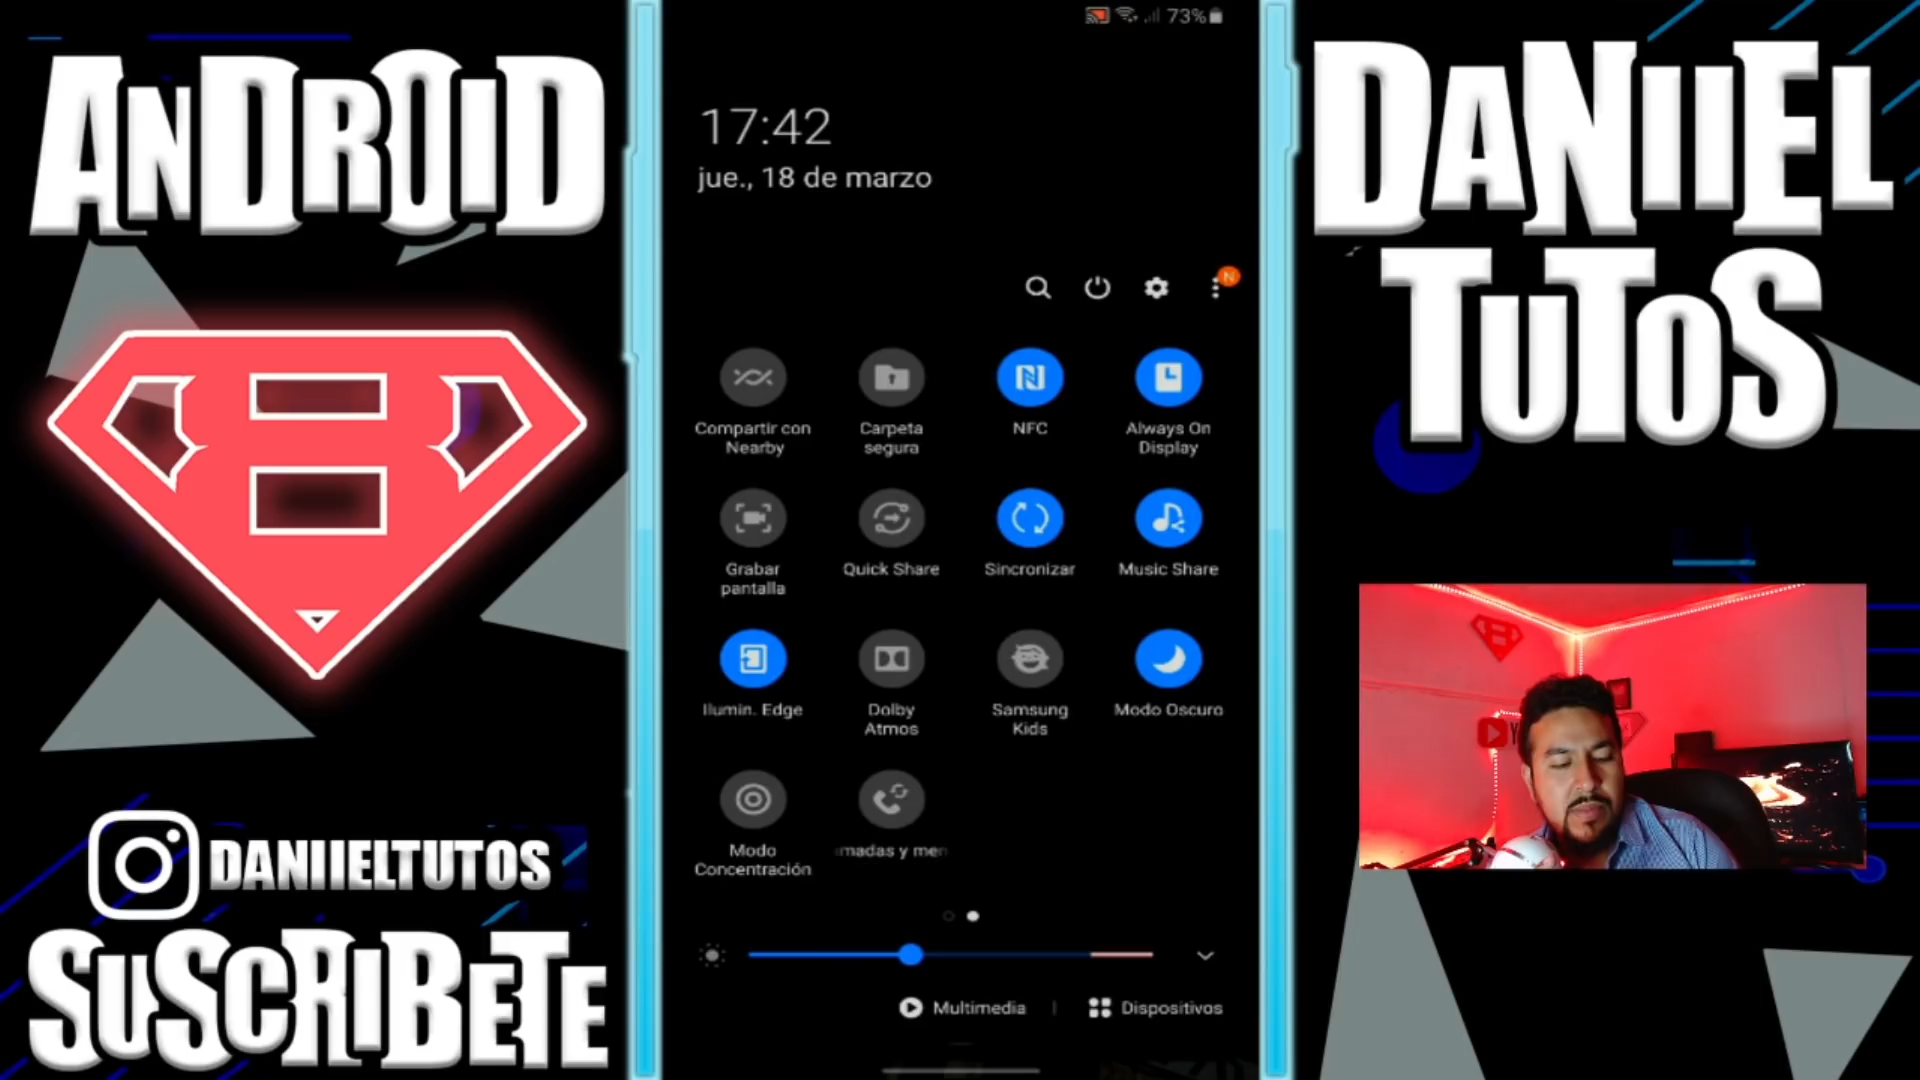 ANDROID
DANIIEL
TUTOS
DANIIELTUTOS
SUSCRIBETE
73%
17:42
jue., 18 de marzo
N
Compartir con
Nearby
Carpeta
segura
NFC
Always On
Display
Grabar
pantalla
Quick Share
Sincronizar
Music Share
Ilumin. Edge
Dolby
Atmos
Samsung
Kids
Modo Oscuro
Modo
Concentración
madas y men
Multimedia
Dispositivos